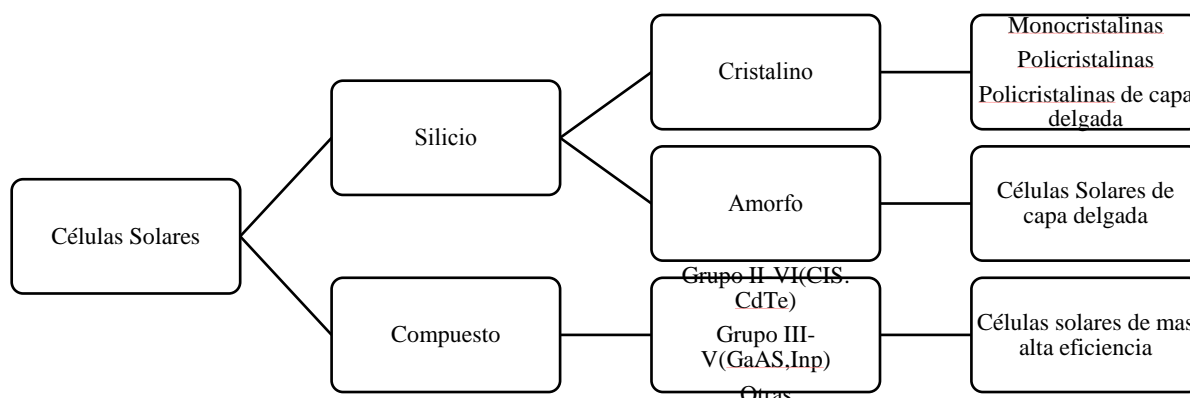 Células Solares
Silicio
Cristalino
Monocristalinas
Policristalinas
Policristalinas de capa
delgada
Amorfo
Células Solares de
capa delgada
Compuesto
Grupo II-VI(CIS.
CdTe)
Grupo III-
V(GaAS,Inp)
Otras
Células solares de mas
alta eficiencia